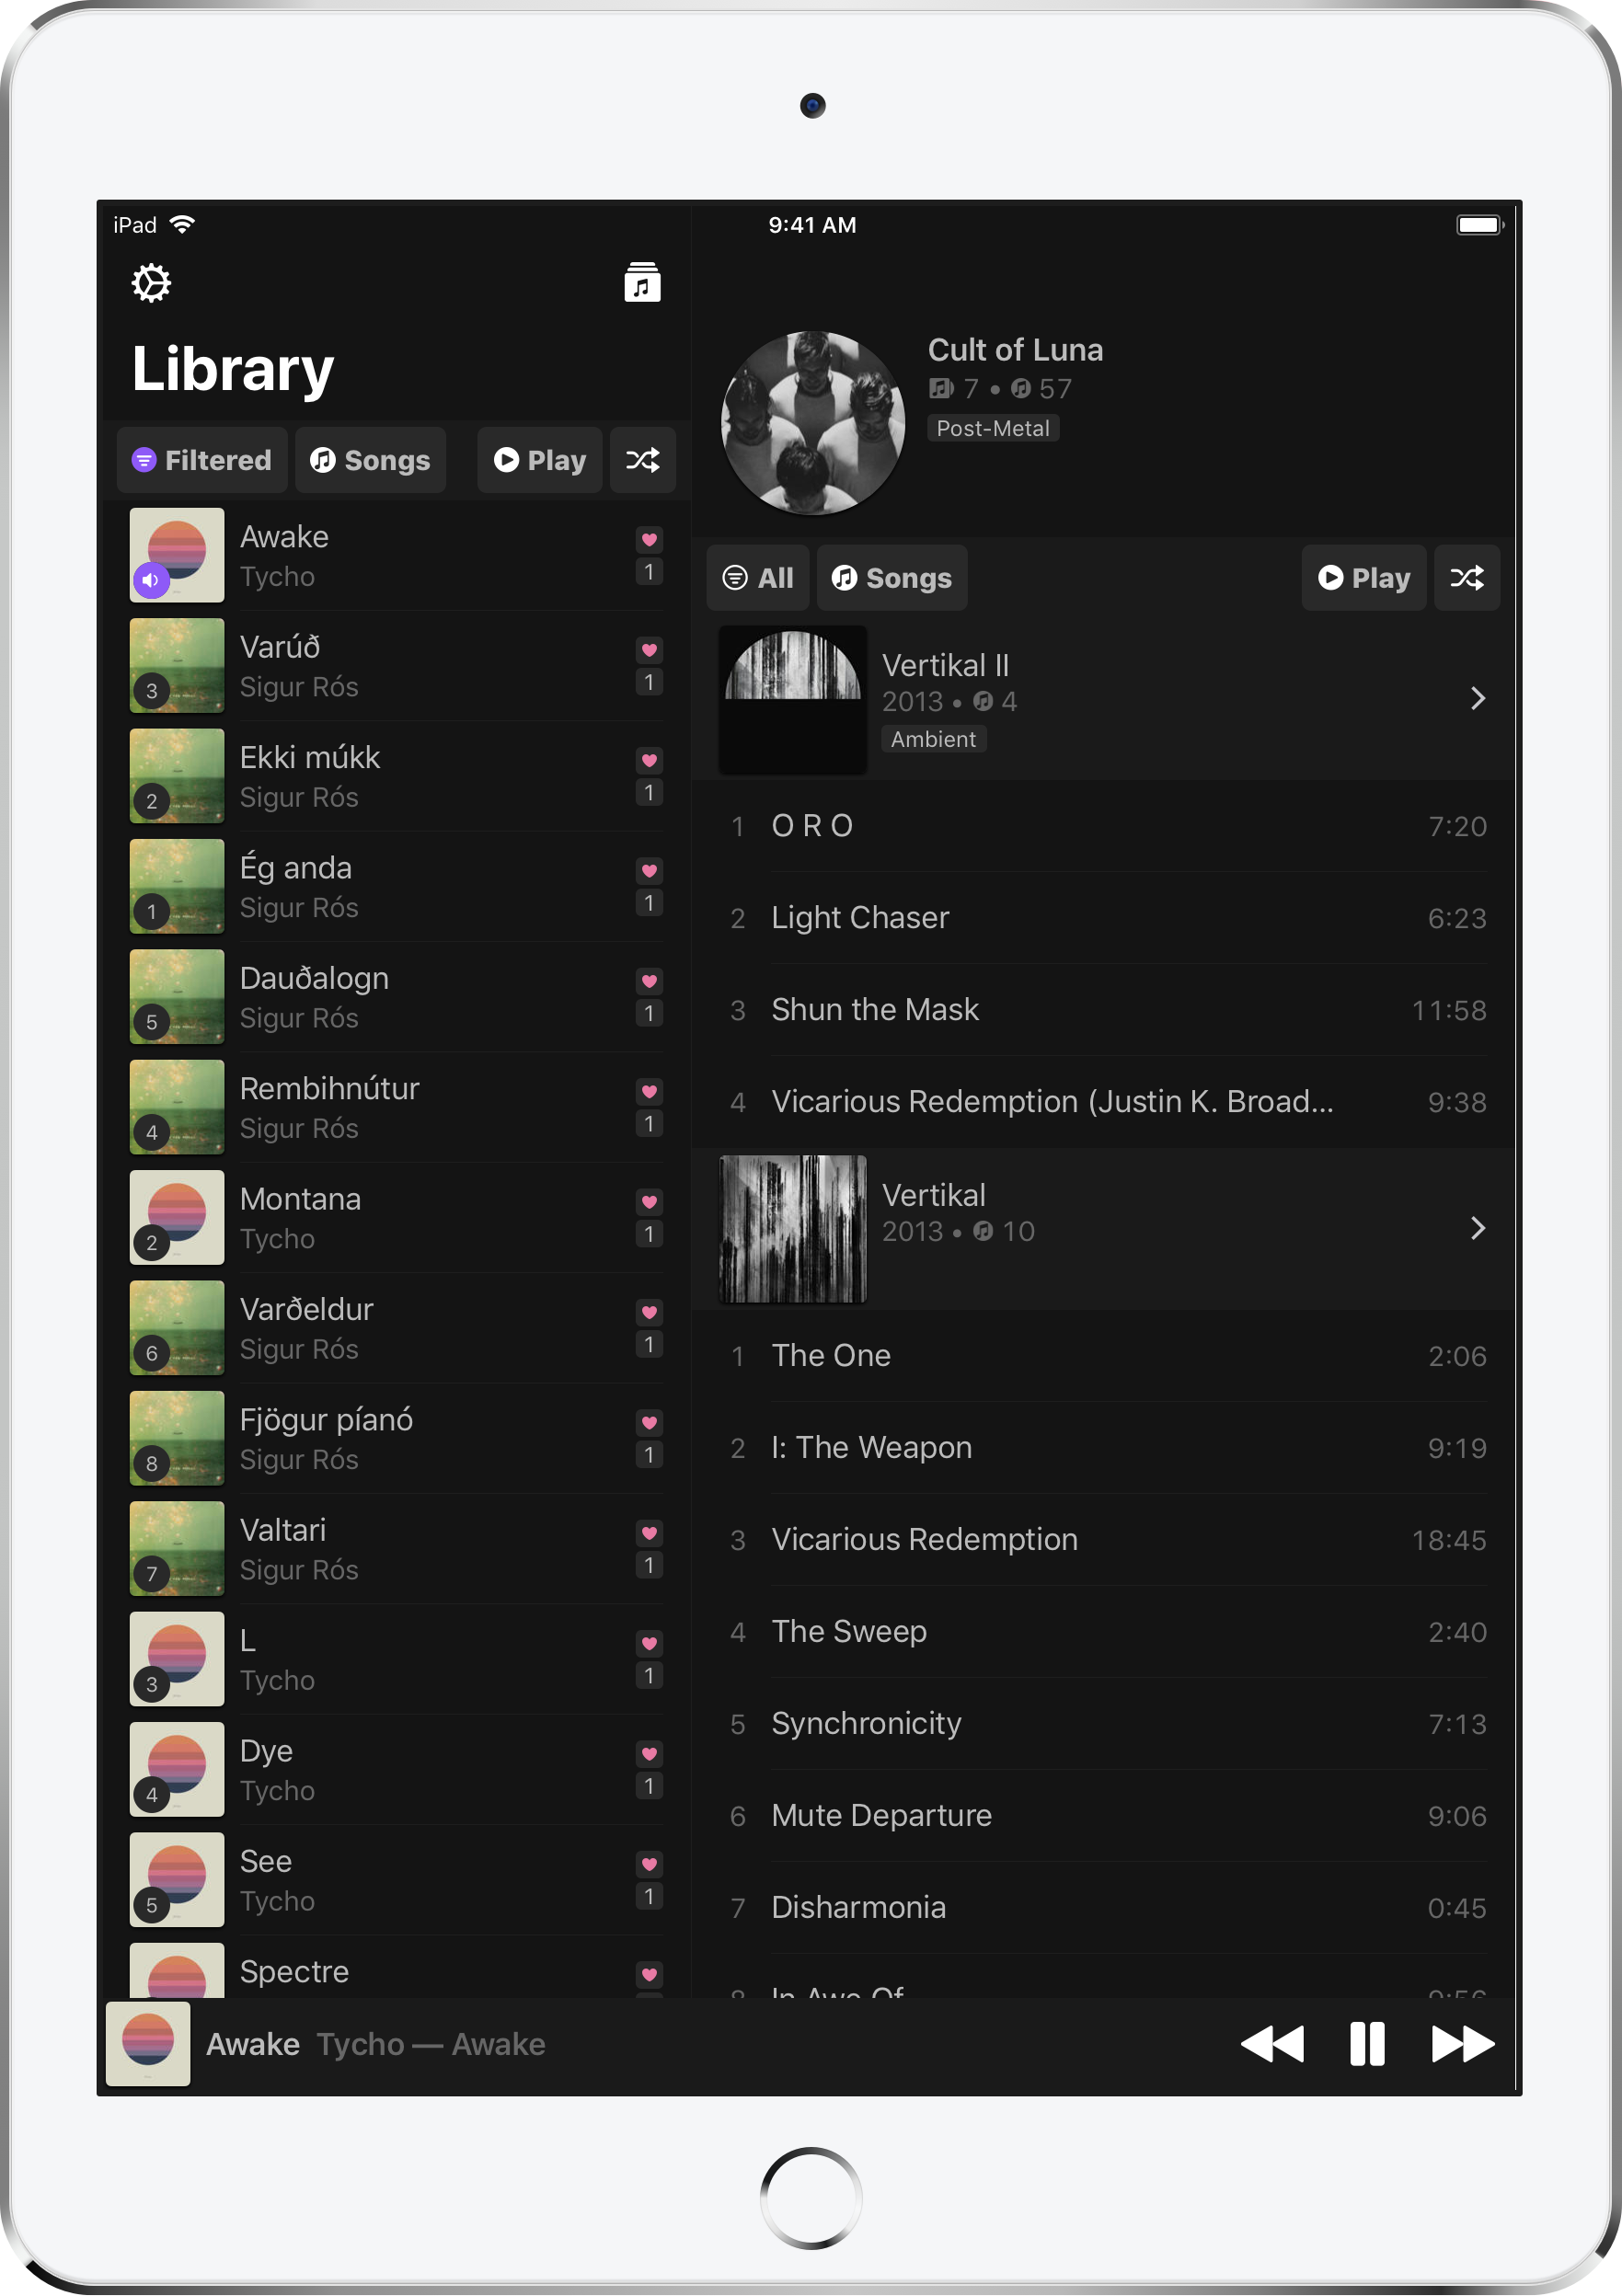 iPad
9:41 AM
Library
Filtered
Songs
Play
Awake
Tycho
1
Varúð
Sigur Rós
3
1
Ekki múkk
Sigur Rós
2
1
Ég anda
Sigur Rós
1
1
Dauðalogn
Sigur Rós
5
1
Rembihnútur
Sigur Rós
4
1
Montana
Tycho
2
1
Varðeldur
Sigur Rós
6
1
Fjögur píanó
Sigur Rós
8
1
Valtari
Sigur Rós
7
1
L
Tycho
3
1
Dye
Tycho
4
1
See
Tycho
5
1
Spectre
Cult of Luna
7 • 57
Post-Metal
All
Songs
Play
Vertikal II
2013 • 4
Ambient
1 O R O 7:20
2 Light Chaser 6:23
3 Shun the Mask 11:58
4 Vicarious Redemption (Justin K. Broad... 9:38
Vertikal
2013 • 10
1 The One 2:06
2 I: The Weapon 9:19
3 Vicarious Redemption 18:45
4 The Sweep 2:40
5 Synchronicity 7:13
6 Mute Departure 9:06
7 Disharmonia 0:45
8 In Awe Of 9:56
Awake Tycho — Awake